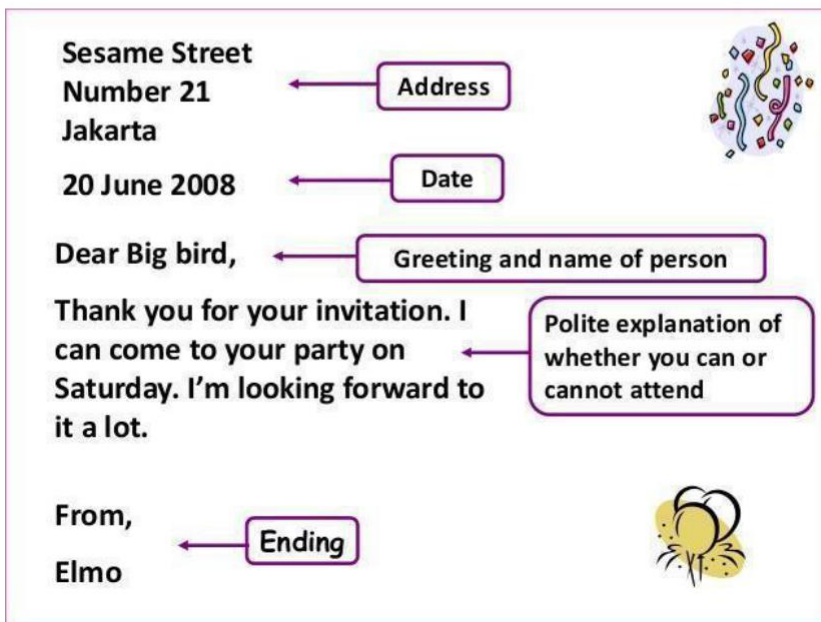 Sesame Street
Number 21
Jakarta
Address
20 June 2008
Date
Dear Big bird,
Greeting and name of person
Thank you for your invitation. I
can come to your party on
Saturday. I'm looking forward to
it a lot.
Polite explanation of
whether you can or
cannot attend
From,
Elmo
Ending